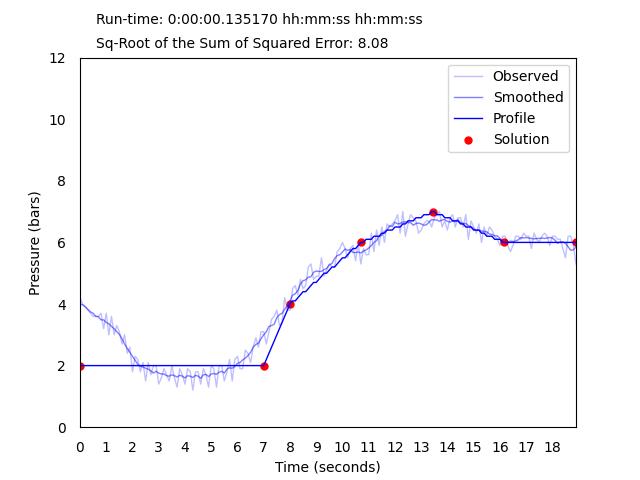 Run-time: 0:00:00.135170 hh:mm:ss hh:mm:ss
Sq-Root of the Sum of Squared Error: 8.08
12
10
8
6
4
2
0
Pressure (bars)
Observed
Smoothed
Profile
Solution
0 1 2 3 4 5 6 7 8 9 10 11 12 13 14 15 16 17 18
Time (seconds)